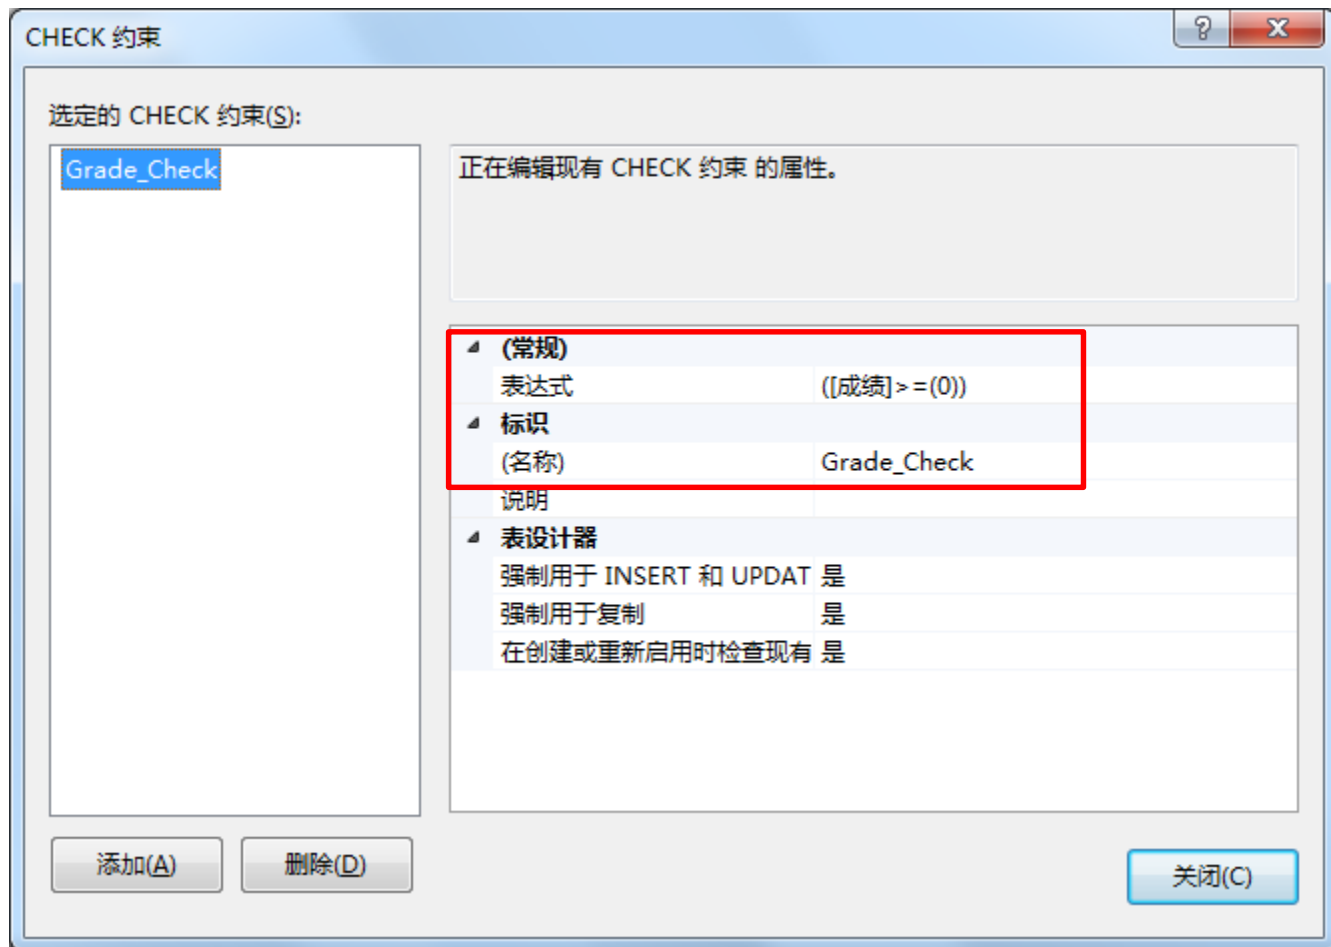 CHECK 约束
选定的 CHECK 约束(S):
Grade_Check
正在编辑现有 CHECK 约束 的属性。
(常规)
表达式 ([成绩]>=(0))
标识
(名称) Grade_Check
说明
表设计器
强制用于 INSERT 和 UPDAT 是
强制用于复制 是
在创建或重新启用时检查现有 是
添加(A) 删除(D)
关闭(C)